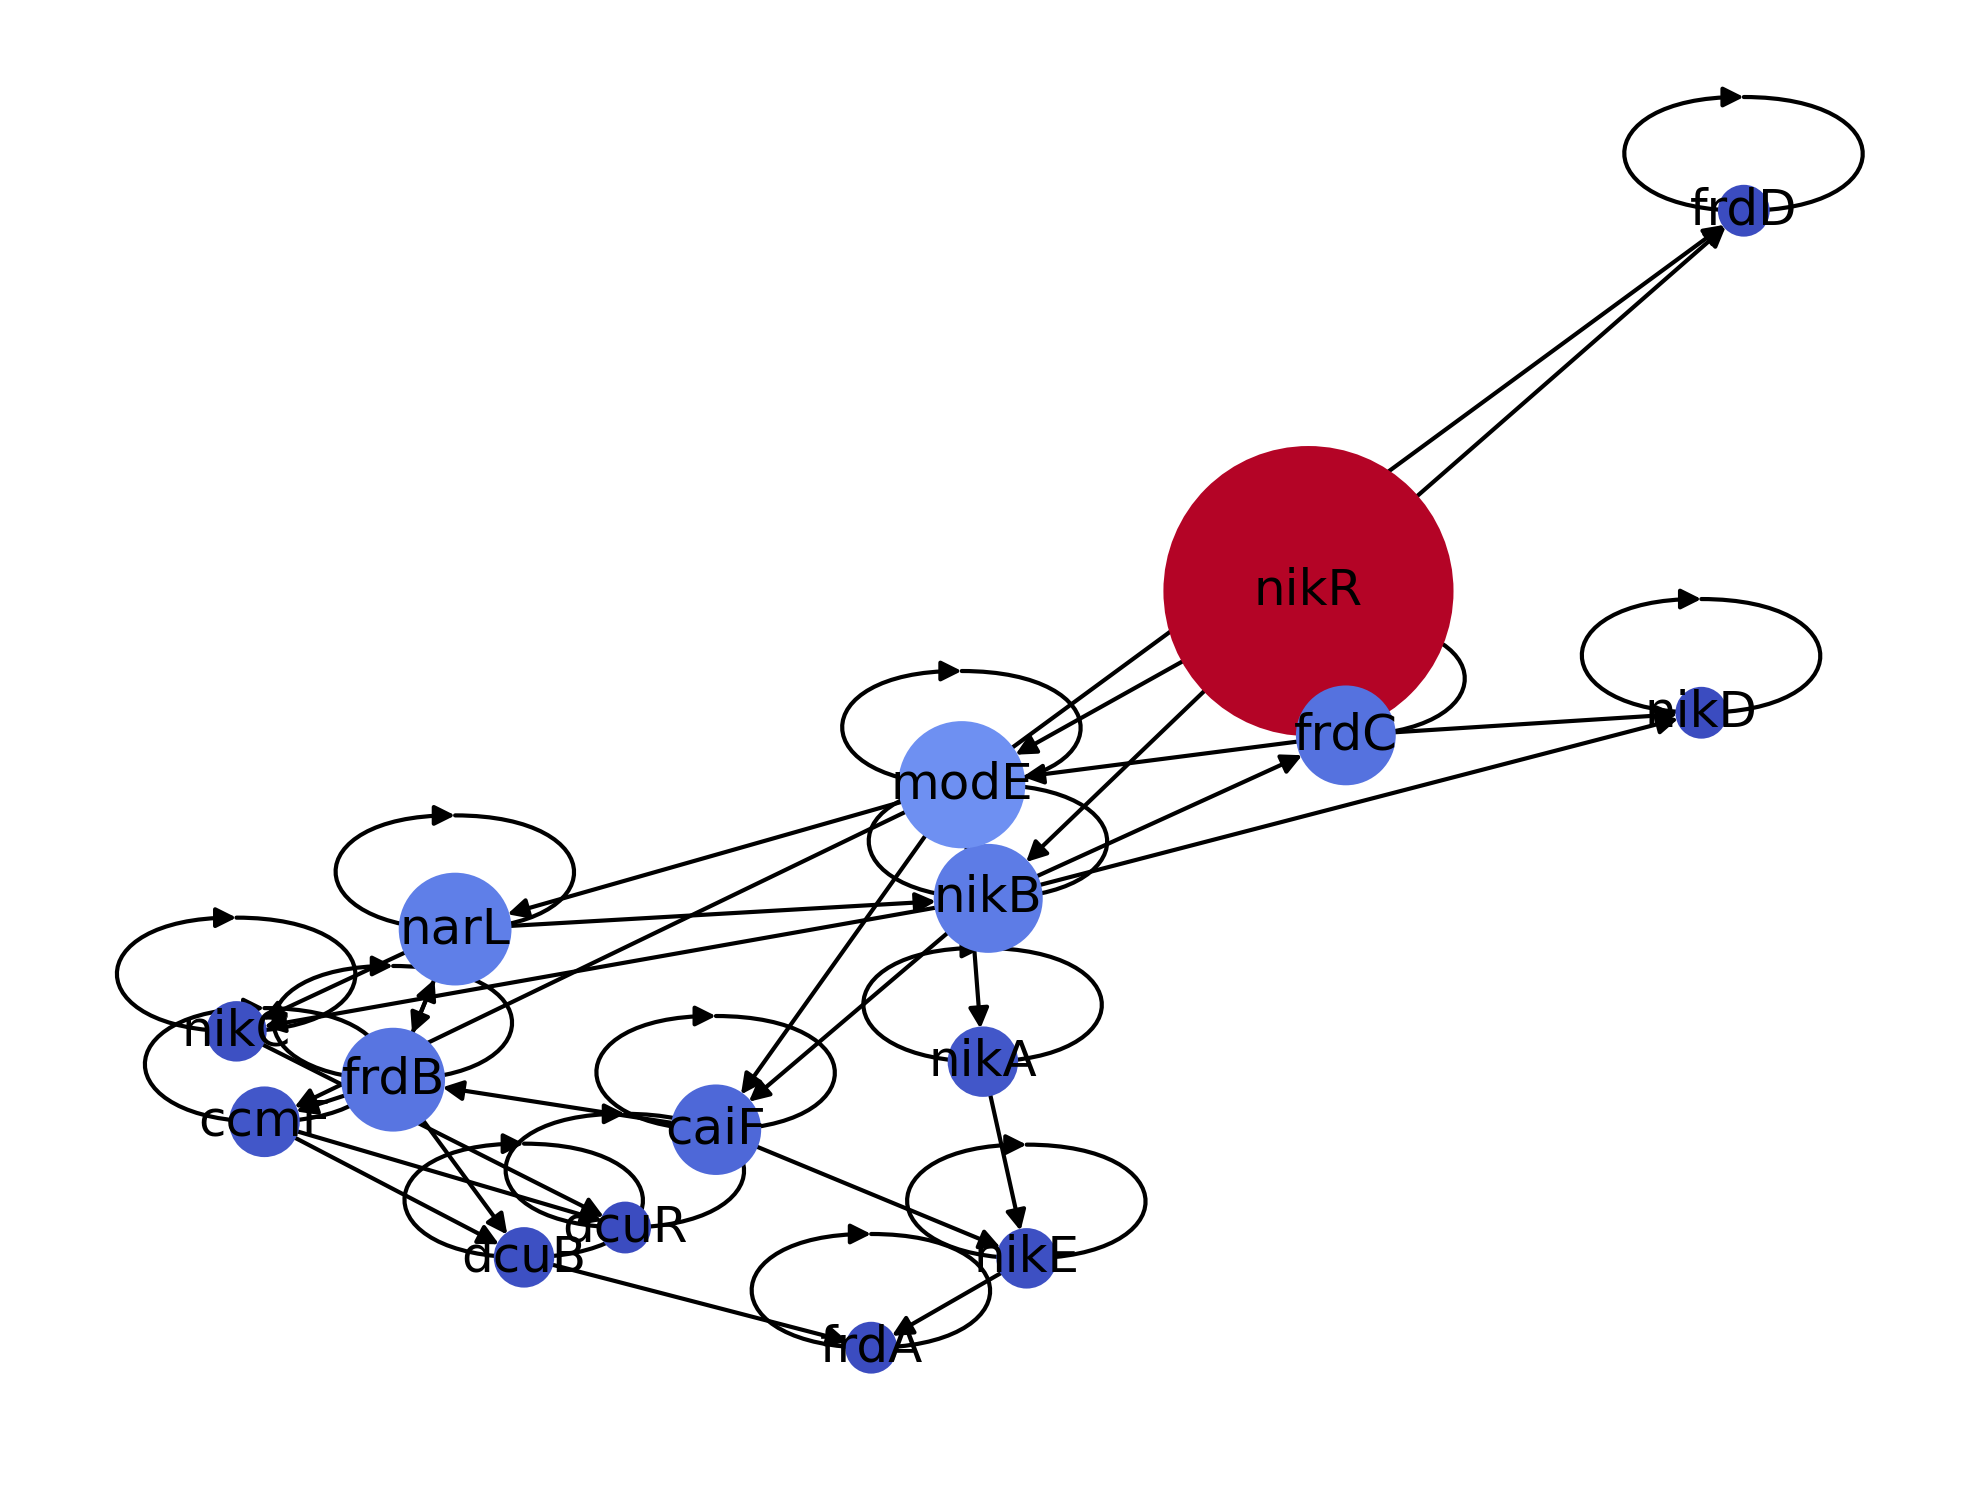 frdD
nikR
nikD
frdC
modE
nikB
narL
nikC
nikA
frdB
ccmF
caiF
dcuR
dcuB
nikE
frdA